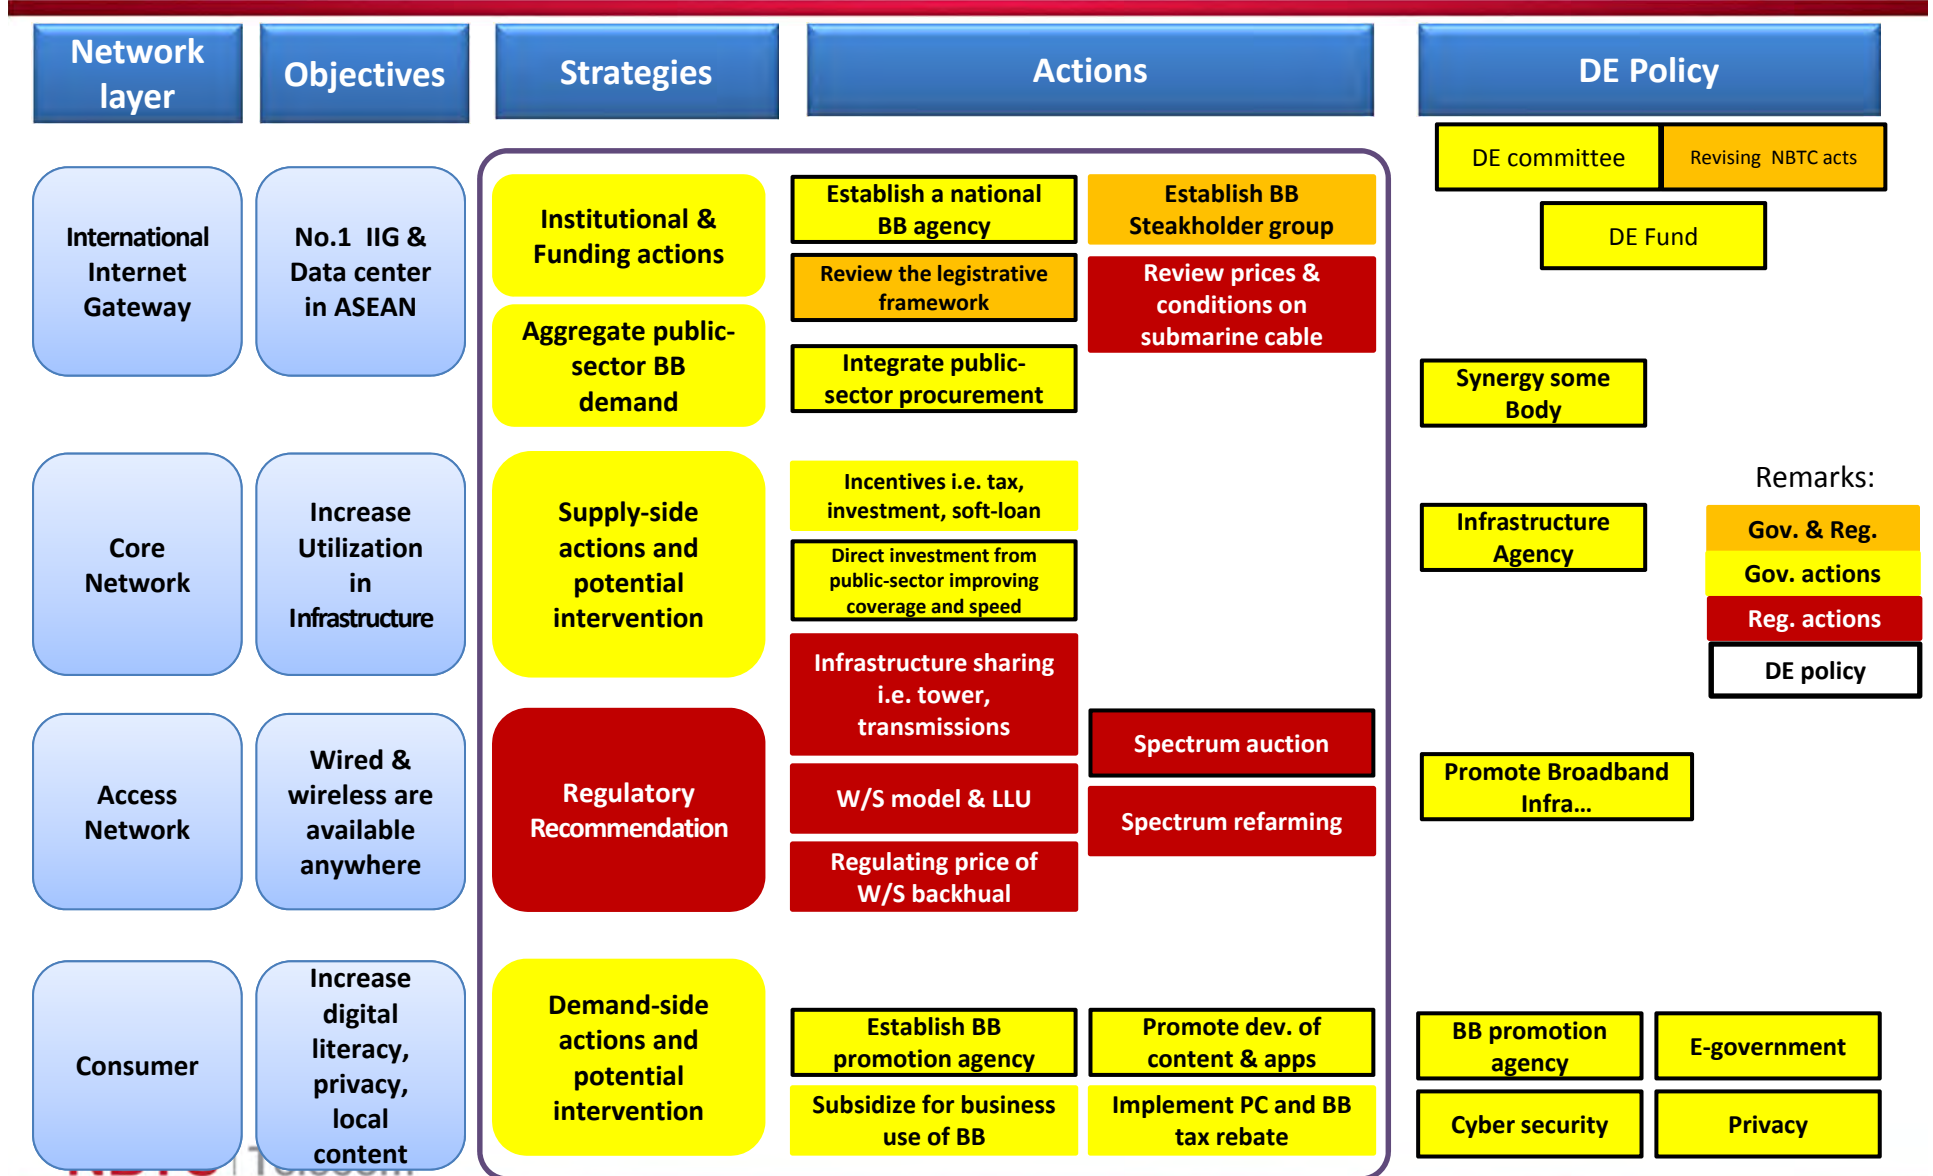 Network
layer
Objectives
Strategies
Actions
DE Policy
DE committee
Revising NBTC acts
DE Fund
International
Internet
Gateway
No.1 IIG &
Data center
in ASEAN
Institutional &
Funding actions
Establish a national
BB agency
Establish BB
Steakholder group
Review the legistrative
framework
Review prices &
conditions on
submarine cable
Aggregate public-
sector BB
demand
Integrate public-
sector procurement
Synergy some
Body
Core
Network
Increase
Utilization
in
Infrastructure
Supply-side
actions and
potential
intervention
Incentives i.e. tax,
investment, soft-loan
Direct investment from
public-sector improving
coverage and speed
Infrastructure
Agency
Remarks:
Gov. & Reg.
Gov. actions
Reg. actions
DE policy
Infrastructure sharing
i.e. tower,
transmissions
Access
Network
Wired &
wireless are
available
anywhere
Regulatory
Recommendation
Spectrum auction
W/S model & LLU
Spectrum refarming
Regulating price of
W/S backhual
Promote Broadband
Infra...
Consumer
Increase
digital
literacy,
privacy,
local
content
Demand-side
actions and
potential
intervention
Establish BB
promotion agency
Promote dev. of
content & apps
Subsidize for business
use of BB
Implement PC and BB
tax rebate
BB promotion
agency
E-government
Cyber security
Privacy